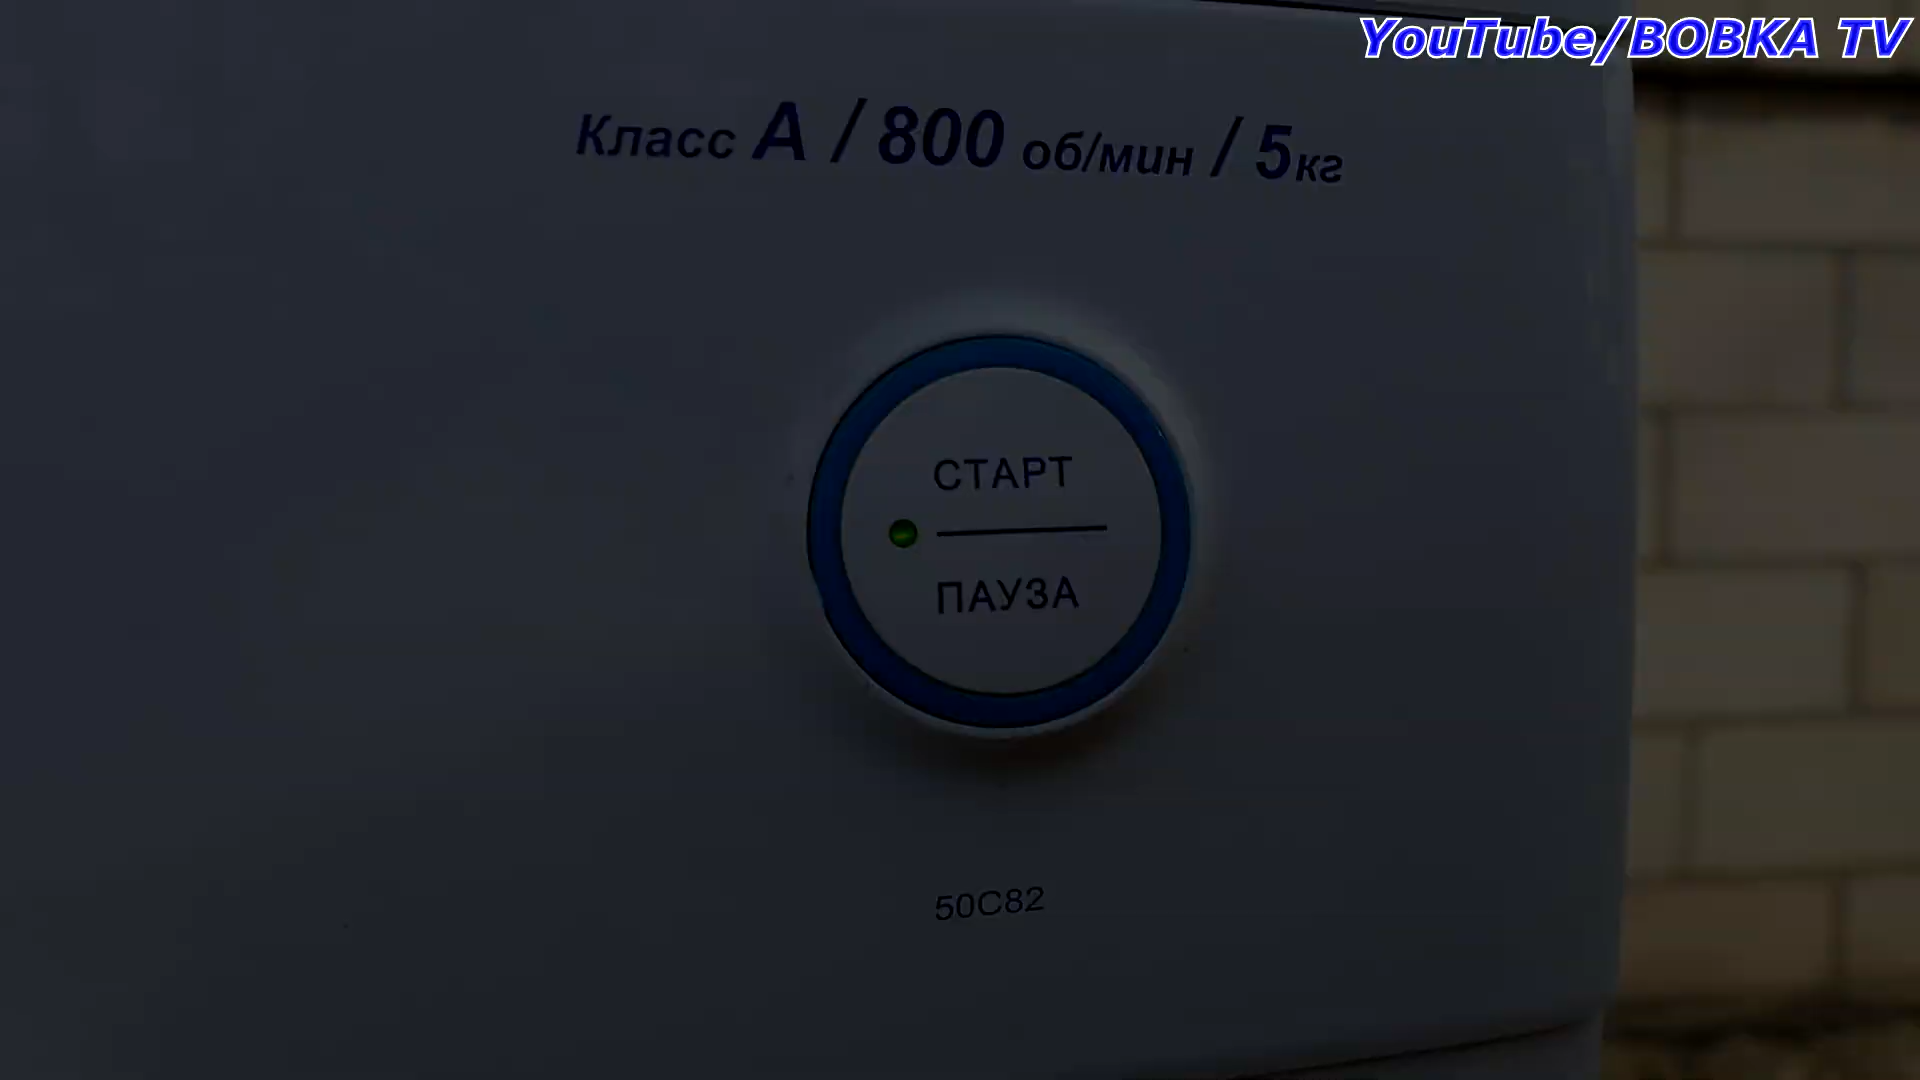 YouTube/BOBKA TV
Класс A / 800 об/мин / 5кг
СТАРТ
ПАУЗА
50C82